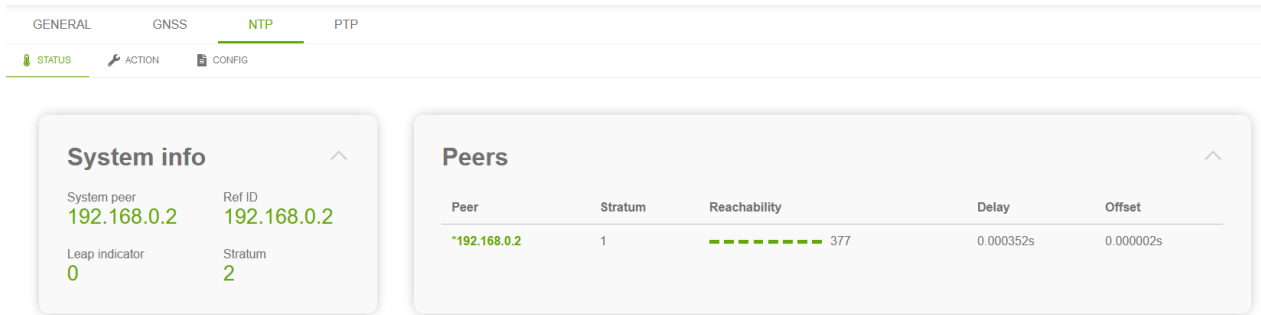 GENERAL GNSS NTP PTP
STATUS ACTION CONFIG
System info
System peer Ref ID
192.168.0.2 192.168.0.2
Leap indicator Stratum
0 2
Peers
Peer Stratum Reachability Delay Offset
*192.168.0.2 1 377 0.000352s 0.000002s